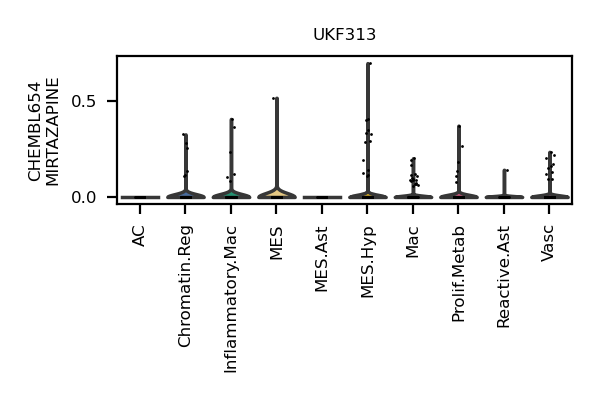 UKF313
CHEMBL654
MIRTAZAPINE
0.5
0.0
AC
Chromatin.Reg
Inflammatory.Mac
MES
MES.Ast
MES.Hyp
Mac
Prolif.Metab
Reactive.Ast
Vasc